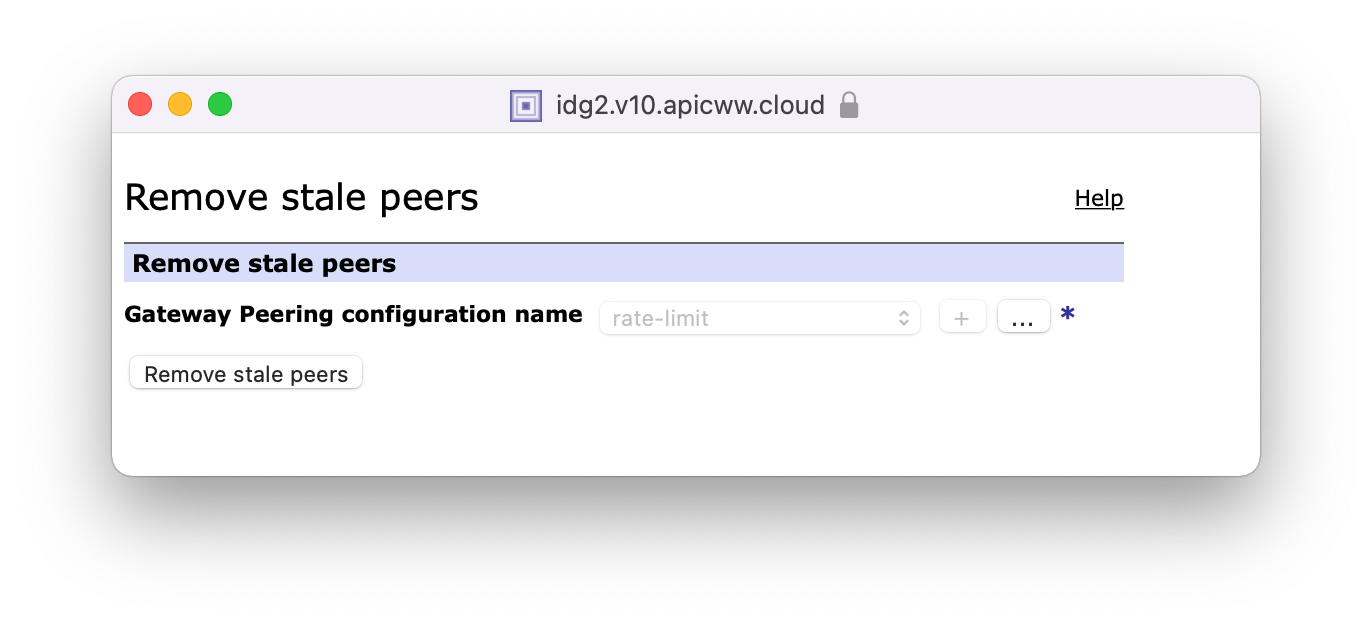 idg2.v10.apicww.cloud
Remove stale peers
Help
Remove stale peers
Gateway Peering configuration name rate-limit + ... *
Remove stale peers